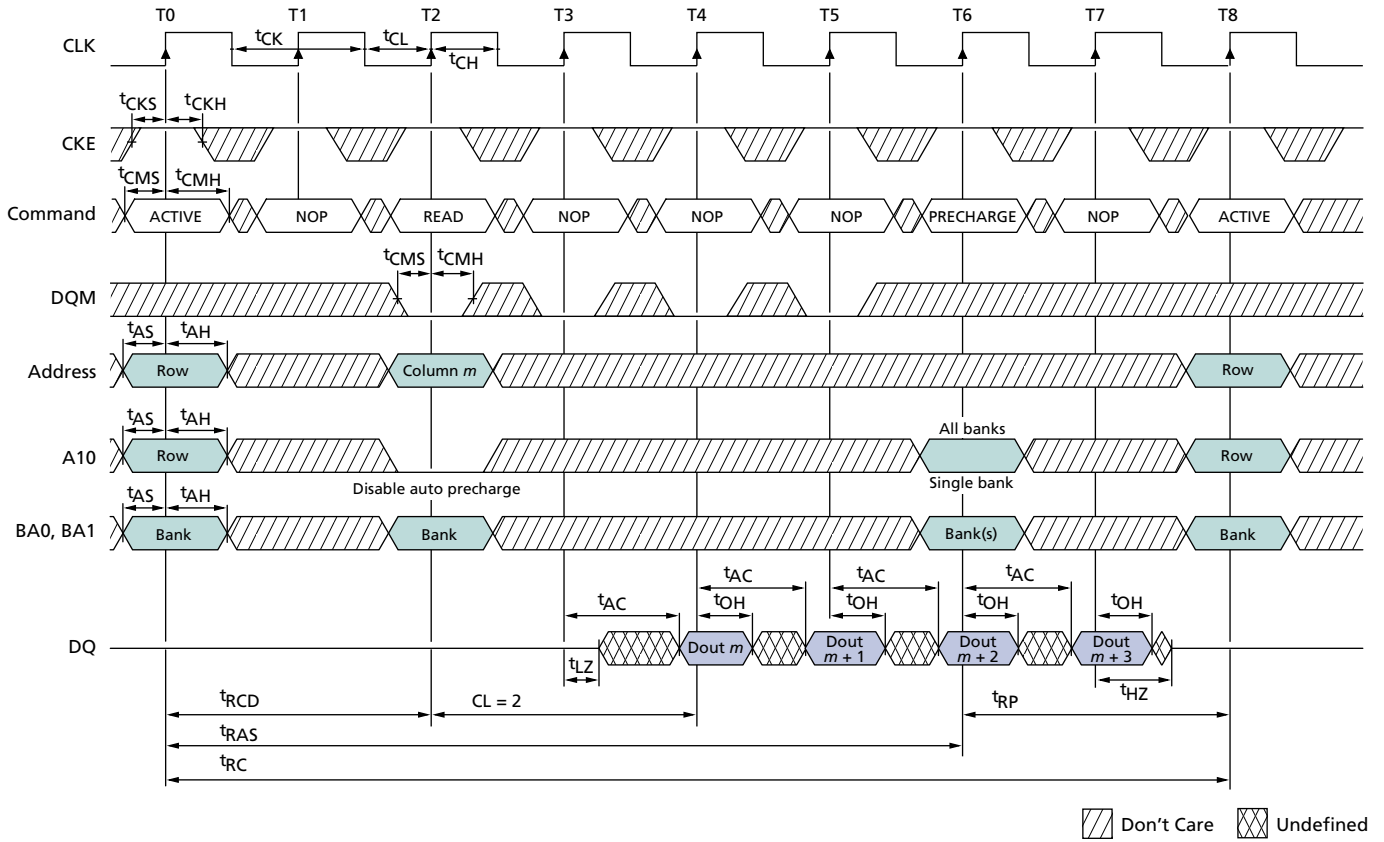 T0 T1 T2 T3 T4 T5 T6 T7 T8
CLK
tCK tCL
tCH
tCKS tCKH
CKE
tCMS tCMH
Command ACTIVE NOP READ NOP NOP NOP PRECHARGE NOP ACTIVE
tCMS tCMH
DQM
tAS tAH
Address Row Column m Row
tAS tAH All banks
A10 Row Row
Disable auto precharge Single bank
tAS tAH
BA0, BA1 Bank Bank Bank(s) Bank
tAC tAC tAC
tAC tOH tOH tOH tOH
DQ Dout m Dout m + 1 Dout m + 2 Dout m + 3
tLZ tHZ
tRCD CL = 2 tRP
tRAS
tRC
Don't Care Undefined